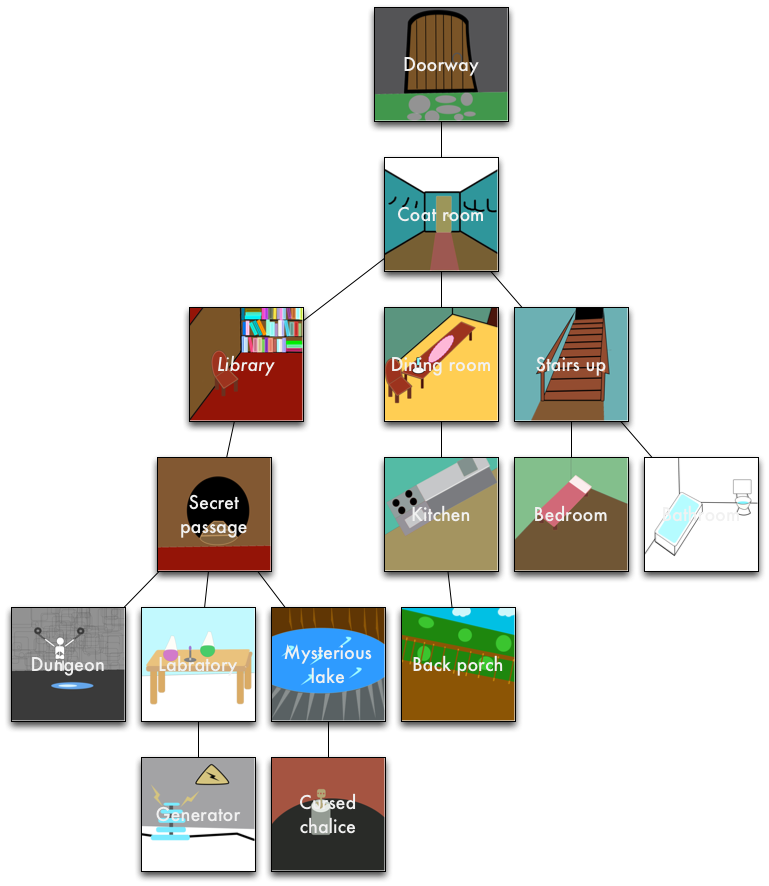 Doorway
Coat room
Library
Dining room
Stairs up
Secret
passage
Kitchen
Bedroom
Bathroom
Dungeon
Labratory
Mysterious
lake
Back porch
Generator
Cursed
chalice